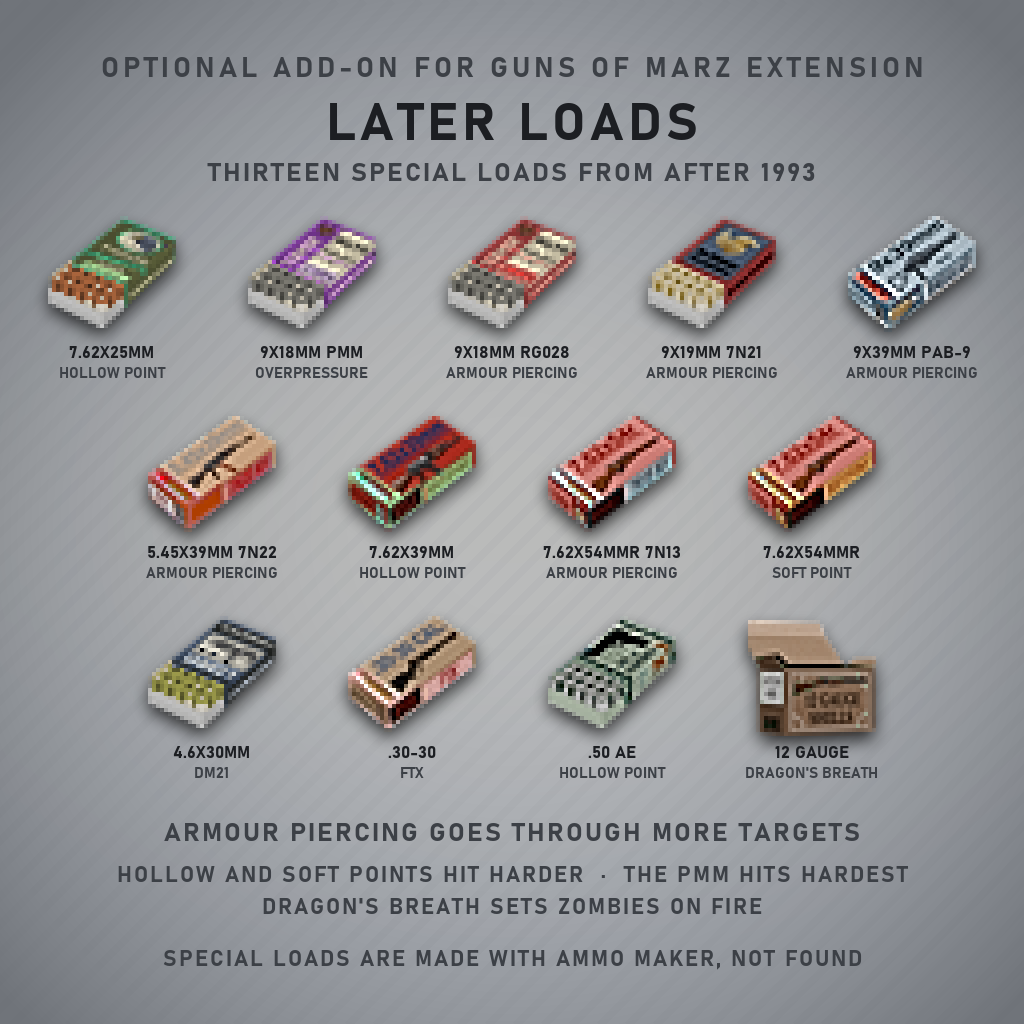 OPTIONAL ADD-ON FOR GUNS OF MARZ EXTENSION
LATER LOADS
THIRTEEN SPECIAL LOADS FROM AFTER 1993
7.62X25MM
HOLLOW POINT
9X18MM PMM
OVERPRESSURE
9X18MM RG028
ARMOUR PIERCING
9X19MM 7N21
ARMOUR PIERCING
9X39MM PAB-9
ARMOUR PIERCING
5.45X39MM 7N22
ARMOUR PIERCING
7.62X39MM
HOLLOW POINT
7.62X54MMR 7N13
ARMOUR PIERCING
7.62X54MMR
SOFT POINT
4.6X30MM
DM21
.30-30
FTX
.50 AE
HOLLOW POINT
12 GAUGE
DRAGON'S BREATH
ARMOUR PIERCING GOES THROUGH MORE TARGETS
HOLLOW AND SOFT POINTS HIT HARDER · THE PMM HITS HARDEST
DRAGON'S BREATH SETS ZOMBIES ON FIRE
SPECIAL LOADS ARE MADE WITH AMMO MAKER, NOT FOUND